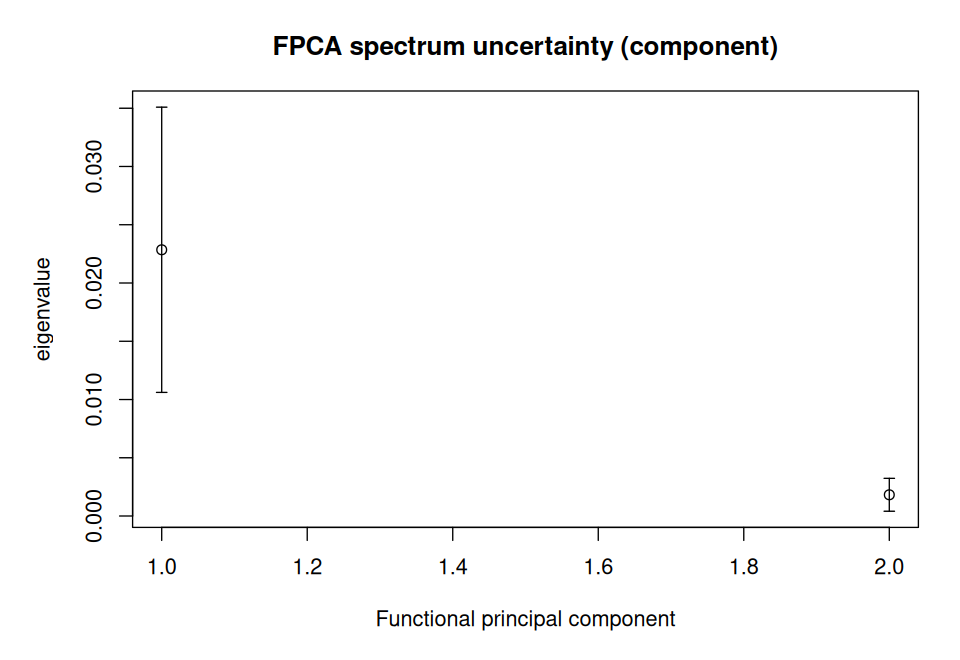 FPCA spectrum uncertainty (component)
eigenvalue
0.030
0.020
0.010
0.000
1.0 1.2 1.4 1.6 1.8 2.0
Functional principal component